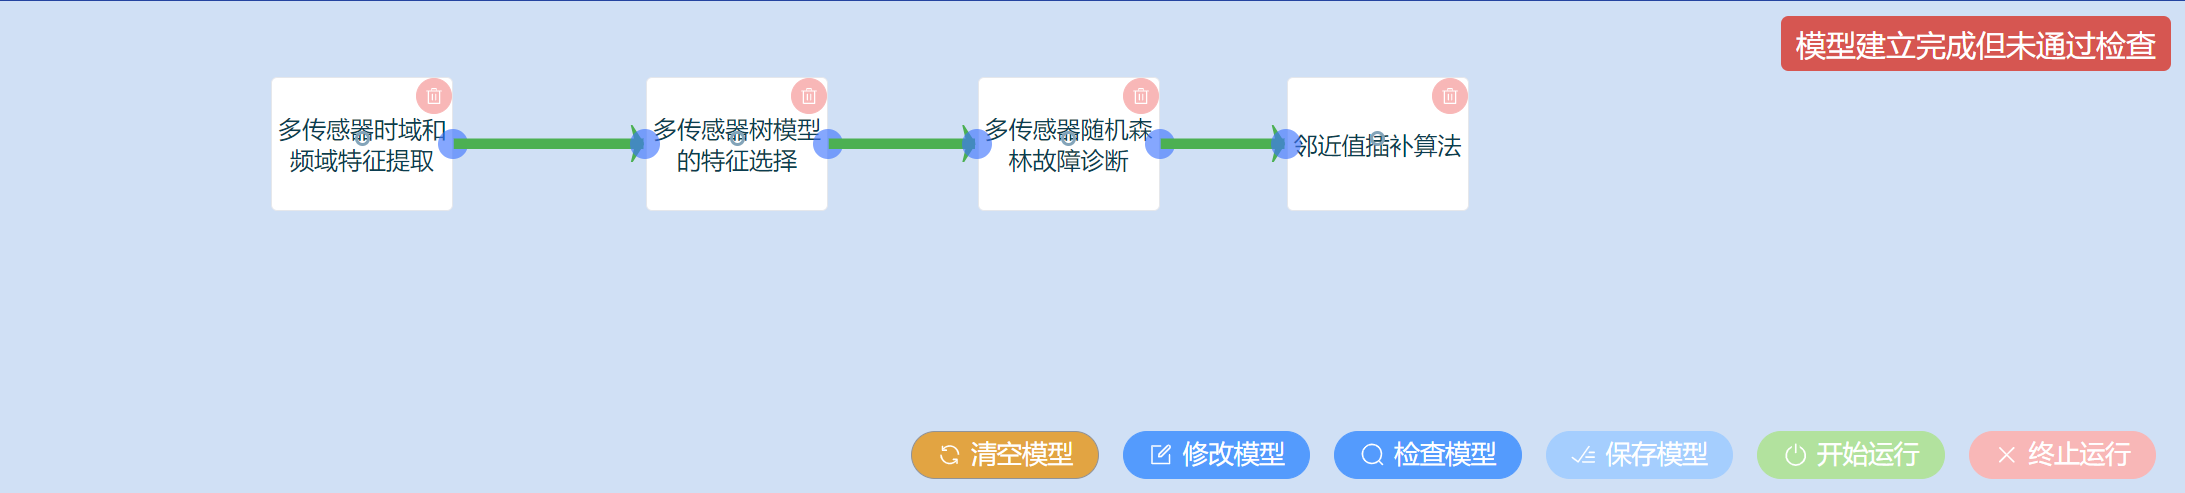 模型建立完成但未通过检查
多传感器时域和
频域特征提取
多传感器树模型
的特征选择
多传感器随机森
林故障诊断
邻近值插补算法
清空模型
修改模型
检查模型
保存模型
开始运行
终止运行